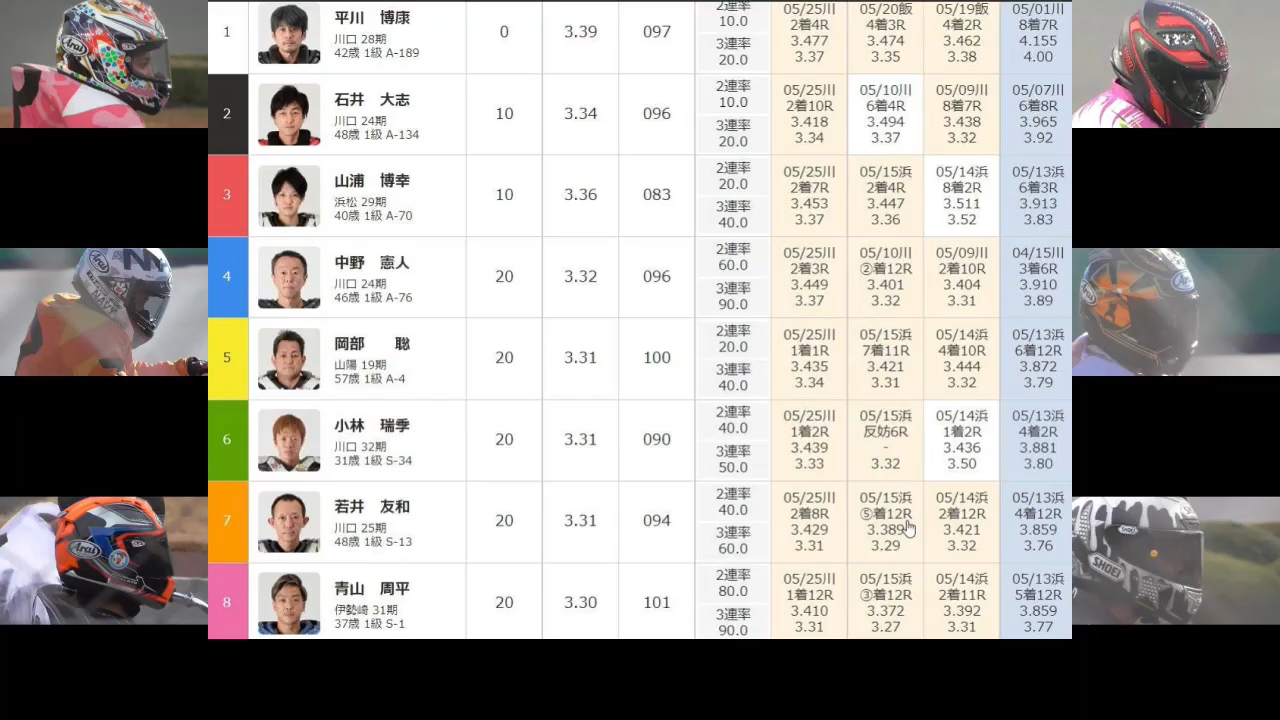 1
平川 博康
川口 28期
42歳 1級 A-189
0
3.39
097
2連率
10.0
3連率
20.0
05/25川
2着4R
3.477
3.37
05/20飯
4着3R
3.474
3.35
05/19飯
4着2R
3.462
3.38
05/01川
8着7R
4.155
4.00
2
石井 大志
川口 24期
48歳 1級 A-134
10
3.34
096
2連率
10.0
3連率
20.0
05/25川
2着10R
3.418
3.34
05/10川
6着4R
3.494
3.37
05/09川
8着7R
3.438
3.32
05/07川
6着8R
3.965
3.92
3
山浦 博幸
浜松 29期
40歳 1級 A-70
10
3.36
083
2連率
20.0
3連率
40.0
05/25川
2着7R
3.453
3.37
05/15浜
2着4R
3.447
3.36
05/14浜
8着2R
3.511
3.52
05/13浜
6着3R
3.913
3.83
4
中野 憲人
川口 24期
46歳 1級 A-76
20
3.32
096
2連率
60.0
3連率
90.0
05/25川
2着3R
3.449
3.37
05/10川
②着12R
3.401
3.32
05/09川
2着10R
3.404
3.31
04/15川
3着6R
3.910
3.89
5
岡部 聡
山陽 19期
57歳 1級 A-4
20
3.31
100
2連率
20.0
3連率
40.0
05/25川
1着1R
3.435
3.34
05/15浜
7着11R
3.421
3.31
05/14浜
4着10R
3.444
3.32
05/13浜
6着12R
3.872
3.79
6
小林 瑞季
川口 32期
31歳 1級 S-34
20
3.31
090
2連率
40.0
3連率
50.0
05/25川
1着2R
3.439
3.33
05/15浜
反妨6R
-
3.32
05/14浜
1着2R
3.436
3.50
05/13浜
4着2R
3.881
3.80
7
若井 友和
川口 25期
48歳 1級 S-13
20
3.31
094
2連率
40.0
3連率
60.0
05/25川
2着8R
3.429
3.34
05/15浜
⑤着12R
3.389
3.29
05/14浜
2着12R
3.421
3.32
05/13浜
4着12R
3.859
3.76
8
青山 周平
伊勢崎 31期
37歳 1級 S-1
20
3.30
101
2連率
80.0
3連率
90.0
05/25川
1着12R
3.410
3.31
05/15浜
③着12R
3.372
3.27
05/14浜
2着11R
3.392
3.31
05/13浜
5着12R
3.859
3.77
Arai
Arai
Arai
Arai
Arai
SHOEI
SHOEI